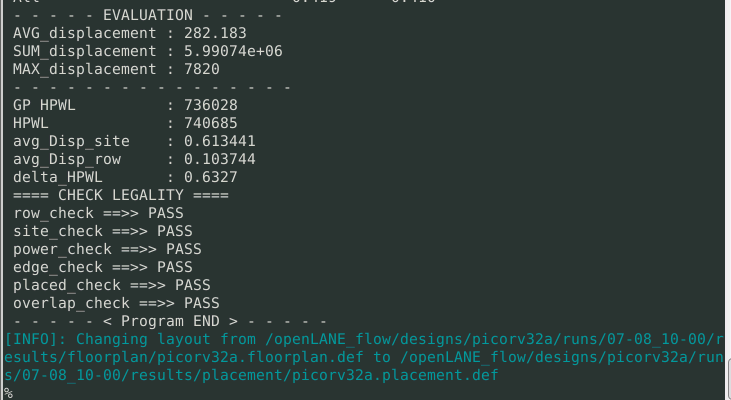 - - - - - EVALUATION - - - - -
AVG_displacement : 282.183
SUM_displacement : 5.99074e+06
MAX_displacement : 7820
- - - - - - - - - - - - - - - -
GP HPWL : 736028
HPWL : 740685
avg_Disp_site : 0.613441
avg_Disp_row : 0.103744
delta_HPWL : 0.6327
==== CHECK LEGALITY ====
row_check ==>> PASS
site_check ==>> PASS
power_check ==>> PASS
edge_check ==>> PASS
placed_check ==>> PASS
overlap_check ==>> PASS
- - - - - < Program END > - - - - -
[INFO]: Changing layout from /openLANE_flow/designs/picorv32a/runs/07-08_10-00/r
esults/floorplan/picorv32a.floorplan.def to /openLANE_flow/designs/picorv32a/run
s/07-08_10-00/results/placement/picorv32a.placement.def
%